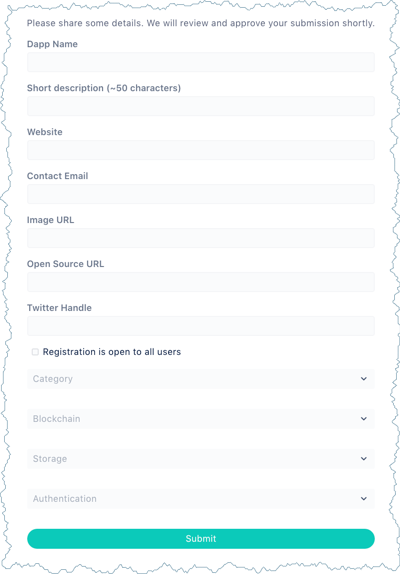 Please share some details. We will review and approve your submission shortly.
Dapp Name
Short description (~50 characters)
Website
Contact Email
Image URL
Open Source URL
Twitter Handle
Registration is open to all users
Category
Blockchain
Storage
Authentication
Submit